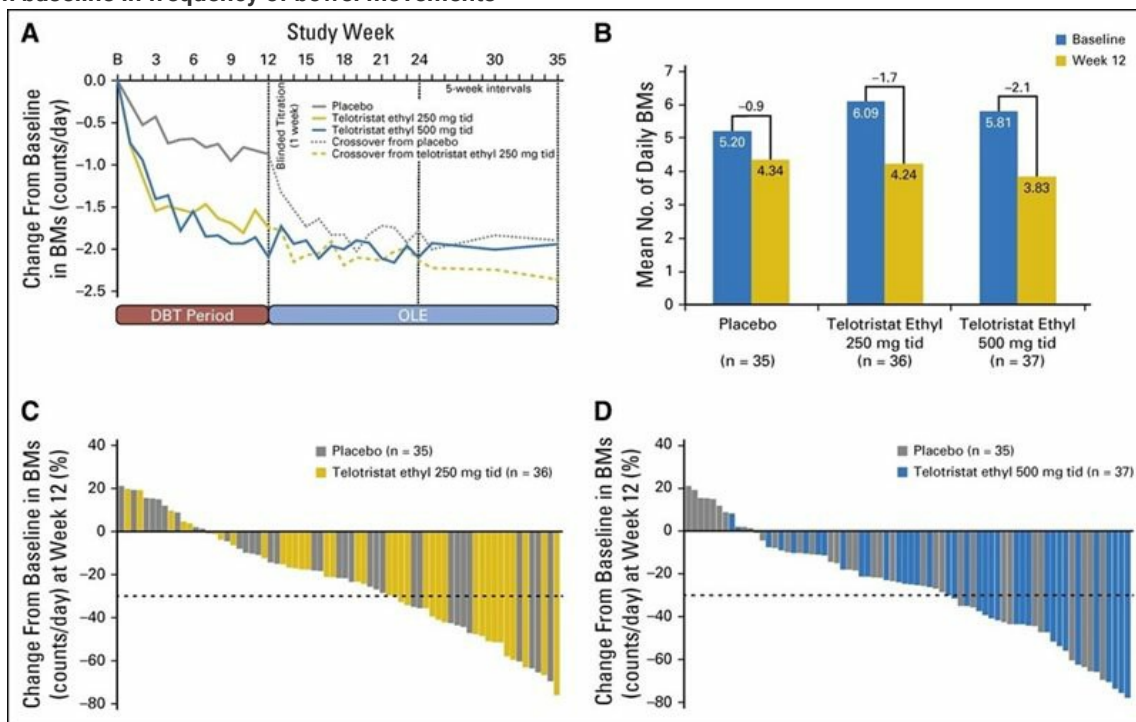 n baseline in frequency of bowel movements
A
Study Week
B 3 6 9 12 15 18 21 24 30 35
0.0
−0.5
−1.0
−1.5
−2.0
−2.5
Change From Baseline
in BMs (counts/day)
Blinded Titration
(1 week)
5-week intervals
Placebo
Telotristat ethyl 250 mg tid
Telotristat ethyl 500 mg tid
Crossover from placebo
Crossover from telotristat ethyl 250 mg tid
DBT Period
OLE
B
Baseline
Week 12
Mean No. of Daily BMs
7
6
5
4
3
2
1
0
−0.9
−1.7
−2.1
5.20
4.34
6.09
4.24
5.81
3.83
Placebo
(n = 35)
Telotristat Ethyl
250 mg tid
(n = 36)
Telotristat Ethyl
500 mg tid
(n = 37)
C
Change From Baseline in BMs
(counts/day) at Week 12 (%)
40
20
0
−20
−40
−60
−80
Placebo (n = 35)
Telotristat ethyl 250 mg tid (n = 36)
D
Change From Baseline in BMs
(counts/day) at Week 12 (%)
40
20
0
−20
−40
−60
−80
Placebo (n = 35)
Telotristat ethyl 500 mg tid (n = 37)